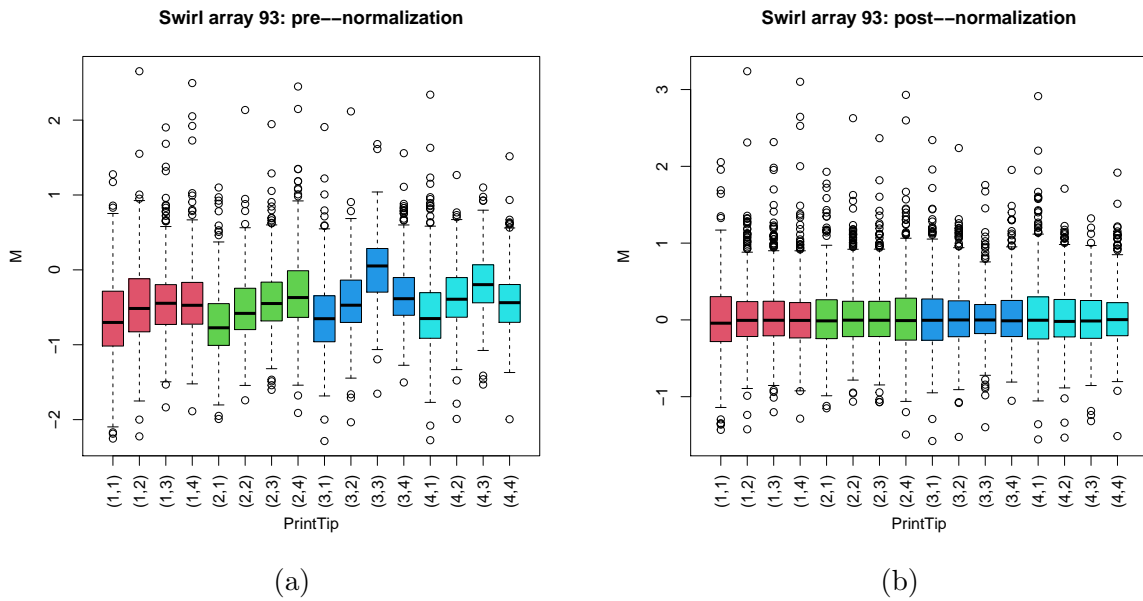 Swirl array 93: pre−−normalization
M
2
1
0
−1
−2
(1,1) (1,2) (1,3) (1,4) (2,1) (2,2) (2,3) (2,4) (3,1) (3,2) (3,3) (3,4) (4,1) (4,2) (4,3) (4,4)
PrintTip
(a)
Swirl array 93: post−−normalization
M
3
2
1
0
−1
(1,1) (1,2) (1,3) (1,4) (2,1) (2,2) (2,3) (2,4) (3,1) (3,2) (3,3) (3,4) (4,1) (4,2) (4,3) (4,4)
PrintTip
(b)